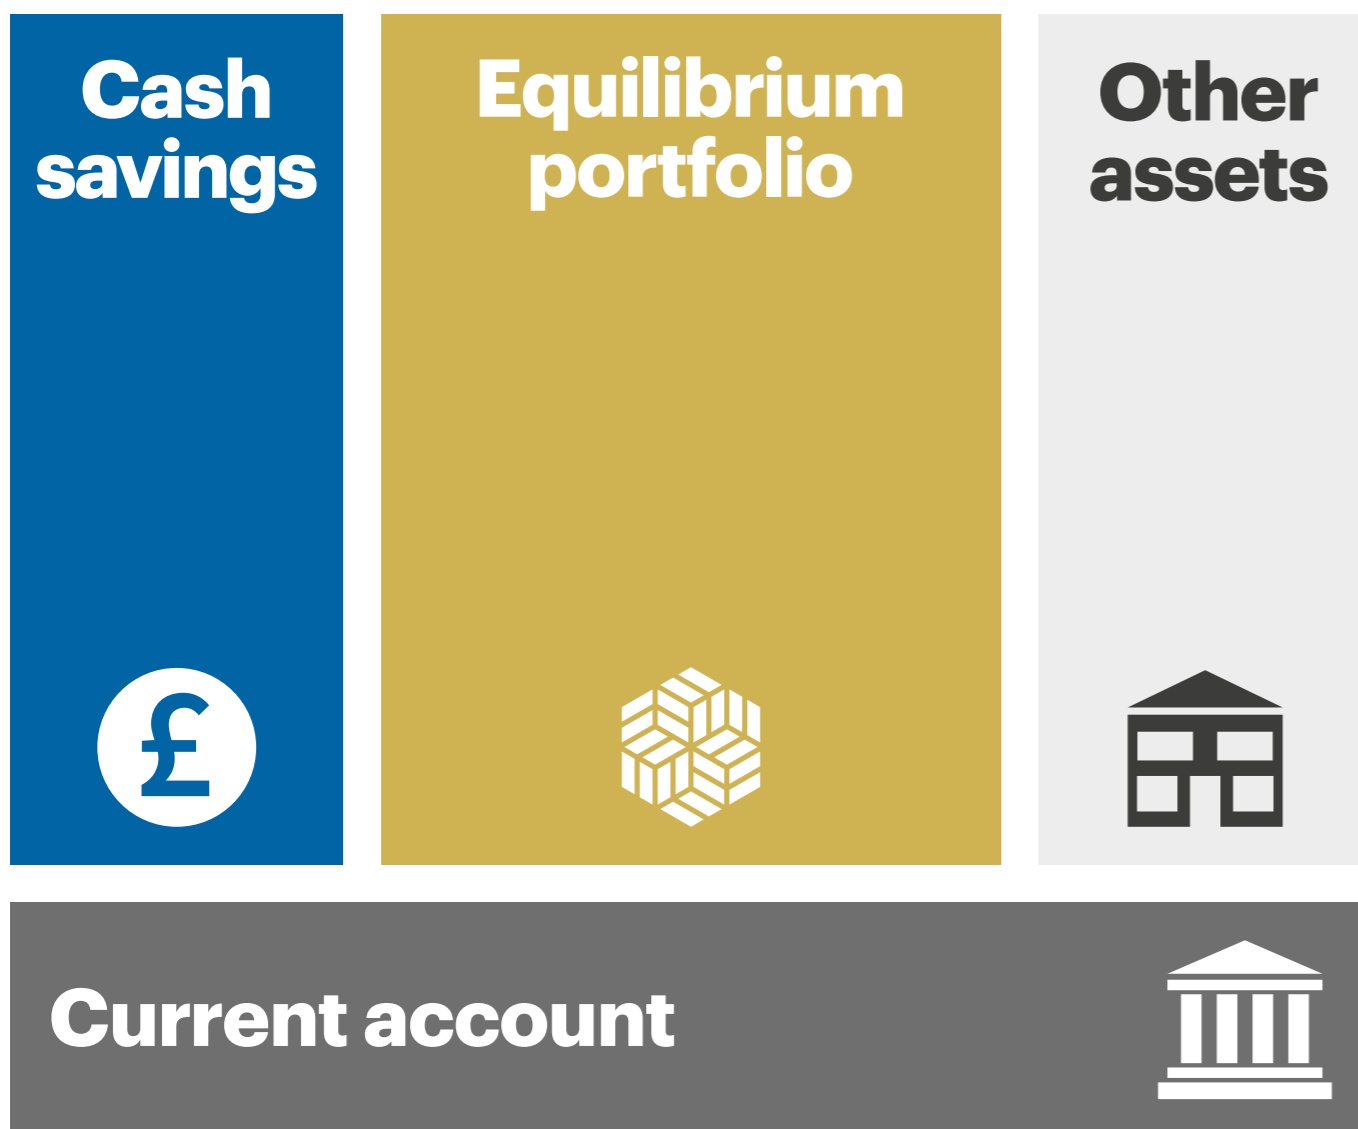 Cash
savings
Equilibrium
portfolio
Other
assets
£
Current account